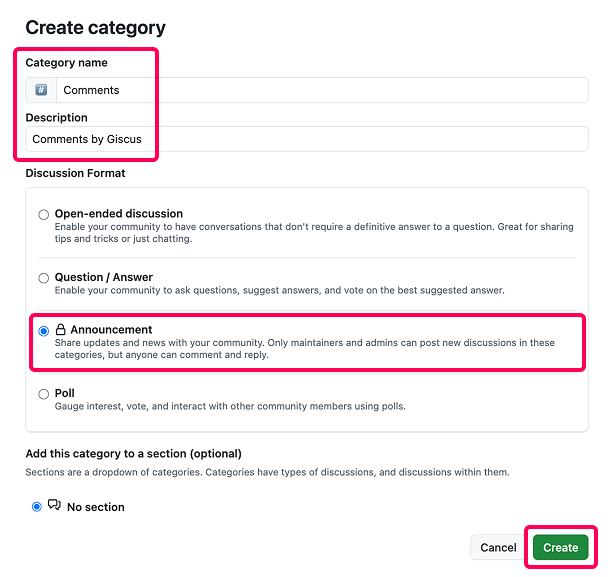 Create category
Category name
# Comments
Description
Comments by Giscus
Discussion Format
Open-ended discussion
Enable your community to have conversations that don't require a definitive answer to a question. Great for sharing
tips and tricks or just chatting.
Question / Answer
Enable your community to ask questions, suggest answers, and vote on the best suggested answer.
Announcement
Share updates and news with your community. Only maintainers and admins can post new discussions in these
categories, but anyone can comment and reply.
Poll
Gauge interest, vote, and interact with other community members using polls.
Add this category to a section (optional)
Sections are a dropdown of categories. Categories have types of discussions, and discussions within them.
No section
Cancel Create